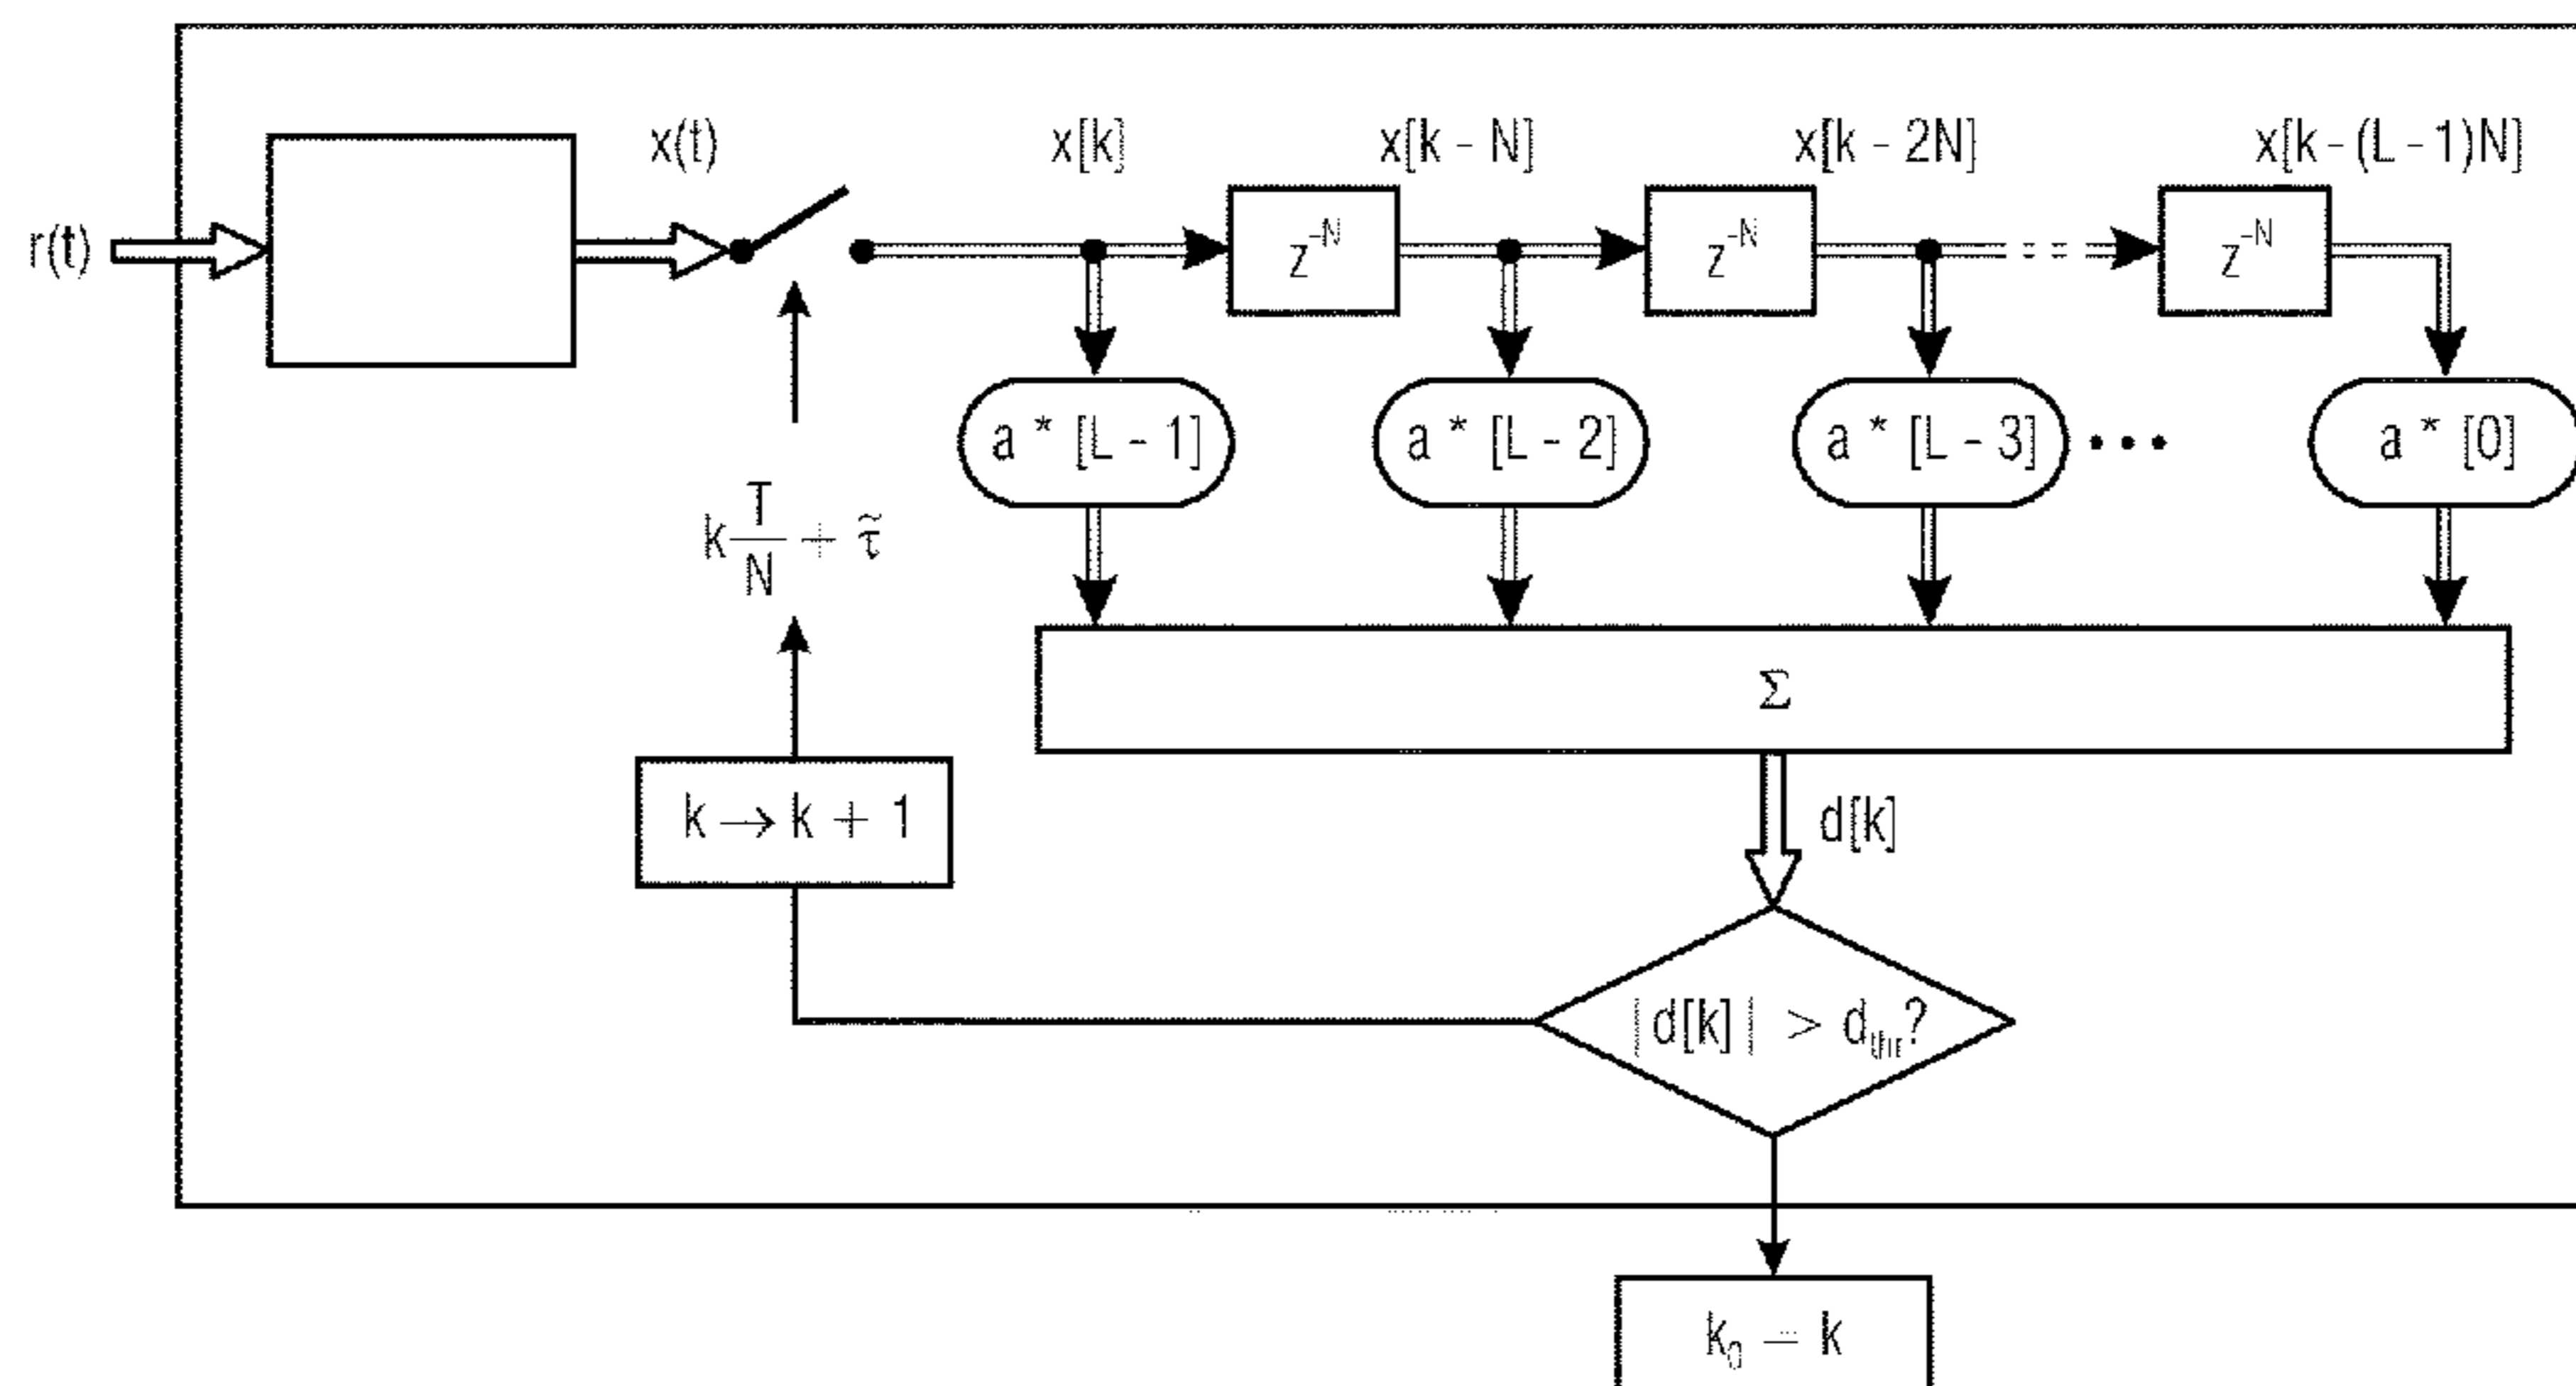 x(t)
x[k]
x[k - N]
x[k - 2N]
x[k - (L - 1)N]
r(t)
z^-N
z^-N
z^-N
a * [L - 1]
a * [L - 2]
a * [L - 3]
•••
a * [0]
k T/N + τ̃
Σ
k → k + 1
d[k]
|d[k]| > d_thr?
k_0 = k